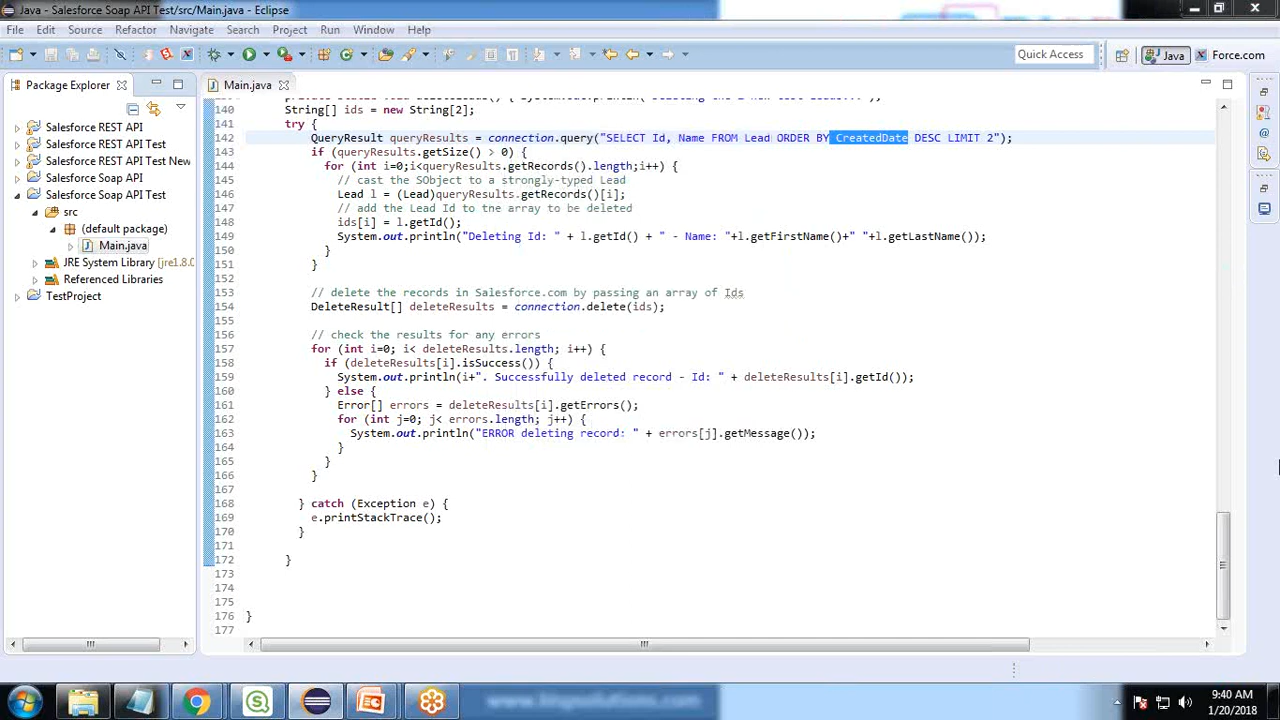 Java - Salesforce Soap API Test/src/Main.java - Eclipse
File Edit Source Refactor Navigate Search Project Run Window Help
Quick Access
Java
Force.com
Package Explorer
Main.java
Salesforce REST API
Salesforce REST API Test
Salesforce REST API Test New
Salesforce SOAP API
Salesforce SOAP API Test
src
(default package)
Main.java
JRE System Library [jre1.8.0
Referenced Libraries
TestProject
140 String[] ids = new String[2];
141 try {
142 QueryResult queryResults = connection.query("SELECT Id, Name FROM Lead ORDER BY CreatedDate DESC LIMIT 2");
143 if (queryResults.getSize() > 0) {
144 for (int i=0;i<queryResults.getRecords().length;i++) {
145 // cast the SObject to a strongly-typed Lead
146 Lead l = (Lead)queryResults.getRecords()[i];
147 // add the Lead Id to the array to be deleted
148 ids[i] = l.getId();
149 System.out.println("Deleting Id: " + l.getId() + " - Name: "+l.getFirstName()+" "+l.getLastName());
150 }
151 }
152
153 // delete the records in Salesforce.com by passing an array of Ids
154 DeleteResult[] deleteResults = connection.delete(ids);
155
156 // check the results for any errors
157 for (int i=0; i< deleteResults.length; i++) {
158 if (deleteResults[i].isSuccess()) {
159 System.out.println(i+". Successfully deleted record - Id: " + deleteResults[i].getId());
160 } else {
161 Error[] errors = deleteResults[i].getErrors();
162 for (int j=0; j< errors.length; j++) {
163 System.out.println("ERROR deleting record: " + errors[j].getMessage());
164 }
165 }
166 }
167
168 } catch (Exception e) {
169 e.printStackTrace();
170 }
171
172 }
173
174
175
176 }
177
9:40 AM
1/20/2018